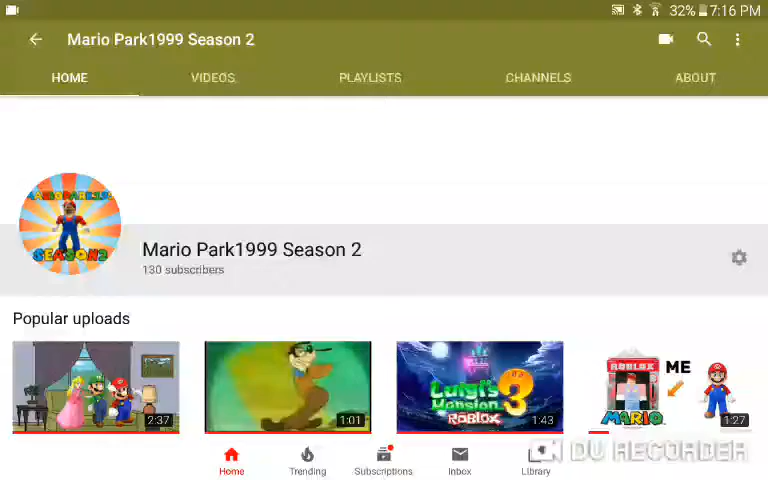 32% 7:16 PM
Mario Park1999 Season 2
HOME VIDEOS PLAYLISTS CHANNELS ABOUT
SEASON2
Mario Park1999 Season 2
130 subscribers
Popular uploads
2:37
1:01
Luigi's Mansion 3
ROBLOX
1:43
ROBLOX
ME
MARIO
1:27
Home Trending Subscriptions Inbox Library
DU RECORDER